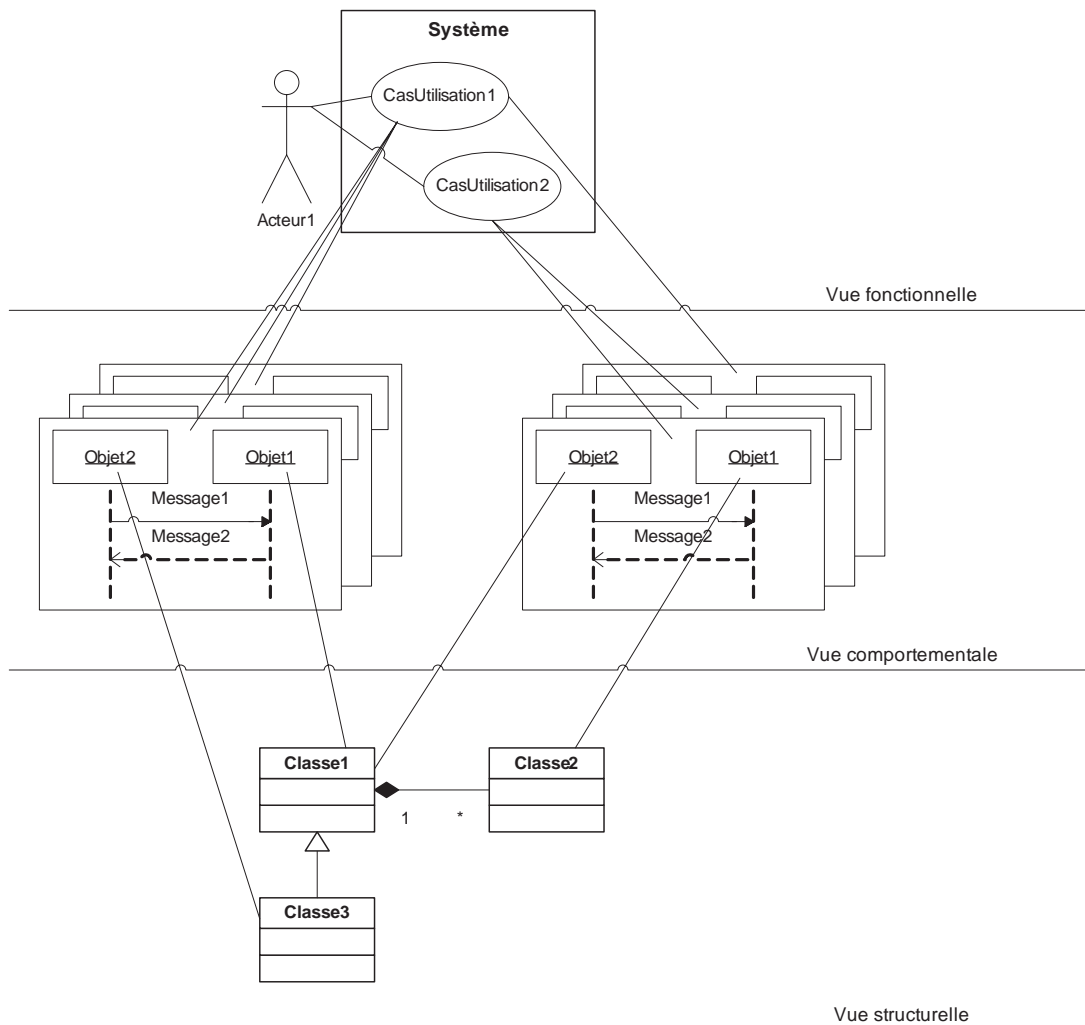 Système
CasUtilisation1
CasUtilisation2
Acteur1
Vue fonctionnelle
Objet2
Objet1
Message1
Message2
Objet2
Objet1
Message1
Message2
Vue comportementale
Classe1
Classe2
1
*
Classe3
Vue structurelle